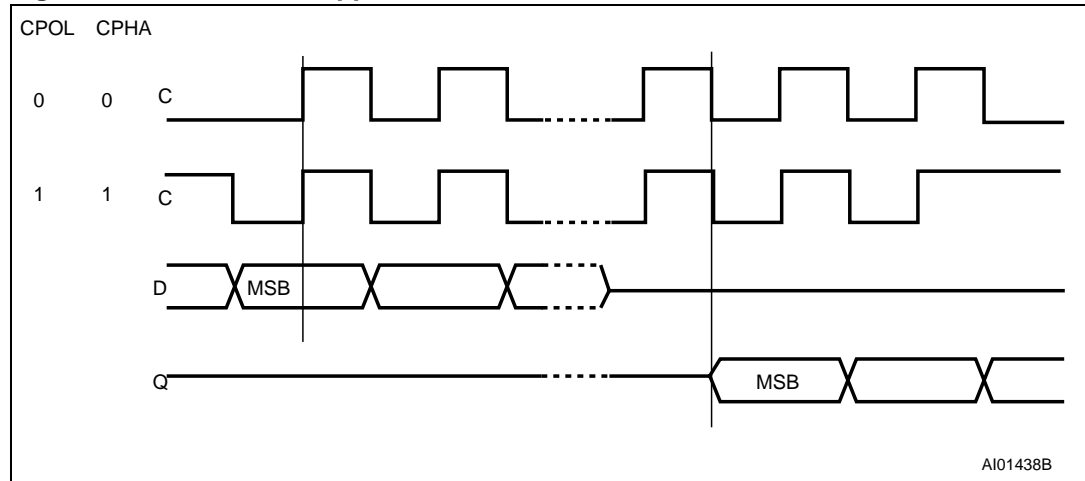 CPOL CPHA
0 0 C
1 1 C
D MSB
Q MSB
AI01438B